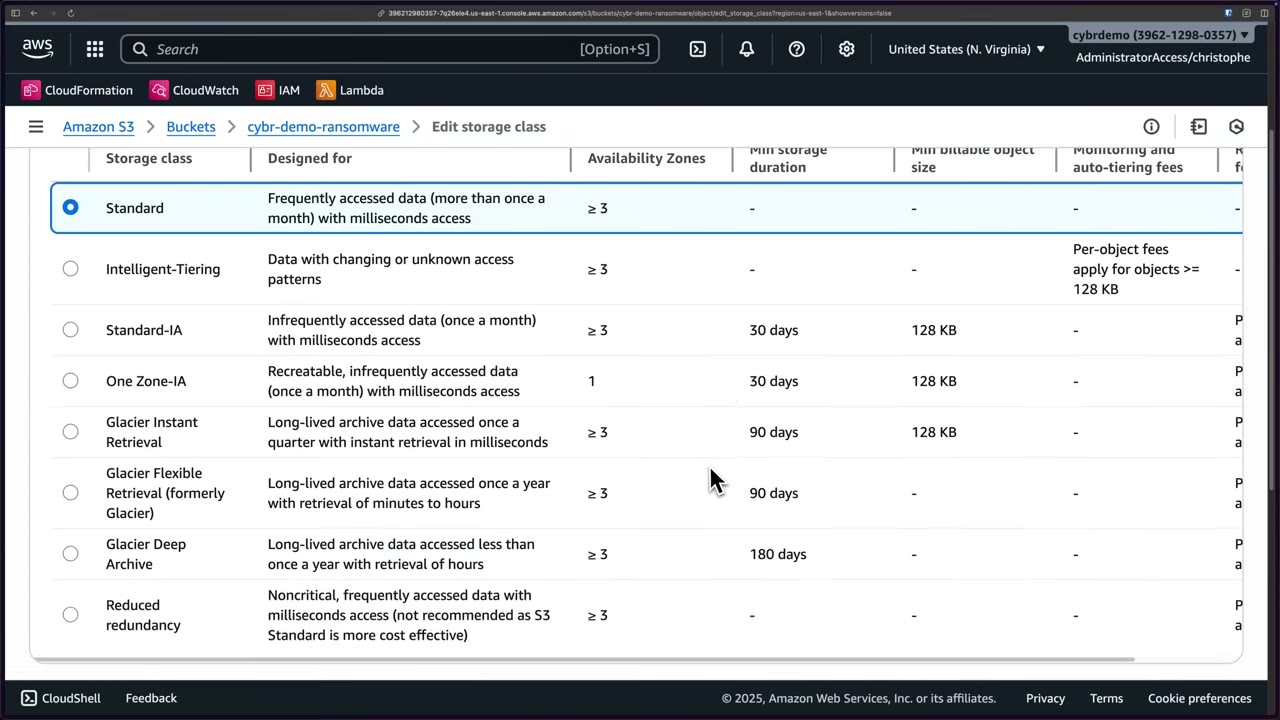 396212980357-7q26ele4.us-east-1.console.aws.amazon.com/s3/buckets/cybr-demo-ransomware/object/edit_storage_class?region=us-east-1&showversions=false
aws
Search
[Option+S]
United States (N. Virginia)
cybrdemo (3962-1298-0357)
AdministratorAccess/christophe
CloudFormation
CloudWatch
IAM
Lambda
Amazon S3
Buckets
cybr-demo-ransomware
Edit storage class
Storage class
Designed for
Availability Zones
Min storage
duration
Min billable object
size
Monitoring and
auto-tiering fees
Standard
Frequently accessed data (more than once a
month) with milliseconds access
≥ 3
-
-
-
-
Intelligent-Tiering
Data with changing or unknown access
patterns
≥ 3
-
-
Per-object fees
apply for objects >=
128 KB
-
Standard-IA
Infrequently accessed data (once a month)
with milliseconds access
≥ 3
30 days
128 KB
-
One Zone-IA
Recreatable, infrequently accessed data
(once a month) with milliseconds access
1
30 days
128 KB
-
Glacier Instant
Retrieval
Long-lived archive data accessed once a
quarter with instant retrieval in milliseconds
≥ 3
90 days
128 KB
-
Glacier Flexible
Retrieval (formerly
Glacier)
Long-lived archive data accessed once a year
with retrieval of minutes to hours
≥ 3
90 days
-
-
Glacier Deep
Archive
Long-lived archive data accessed less than
once a year with retrieval of hours
≥ 3
180 days
-
-
Reduced
redundancy
Noncritical, frequently accessed data with
milliseconds access (not recommended as S3
Standard is more cost effective)
≥ 3
-
-
-
CloudShell
Feedback
© 2025, Amazon Web Services, Inc. or its affiliates.
Privacy
Terms
Cookie preferences